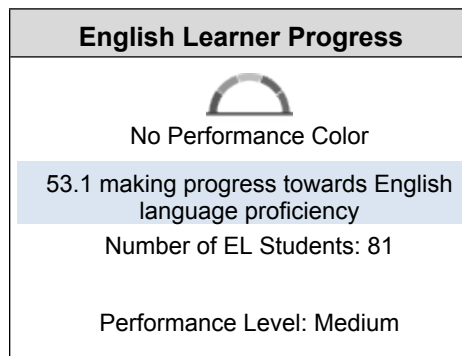 English Learner Progress
No Performance Color
53.1 making progress towards English
language proficiency
Number of EL Students: 81
Performance Level: Medium